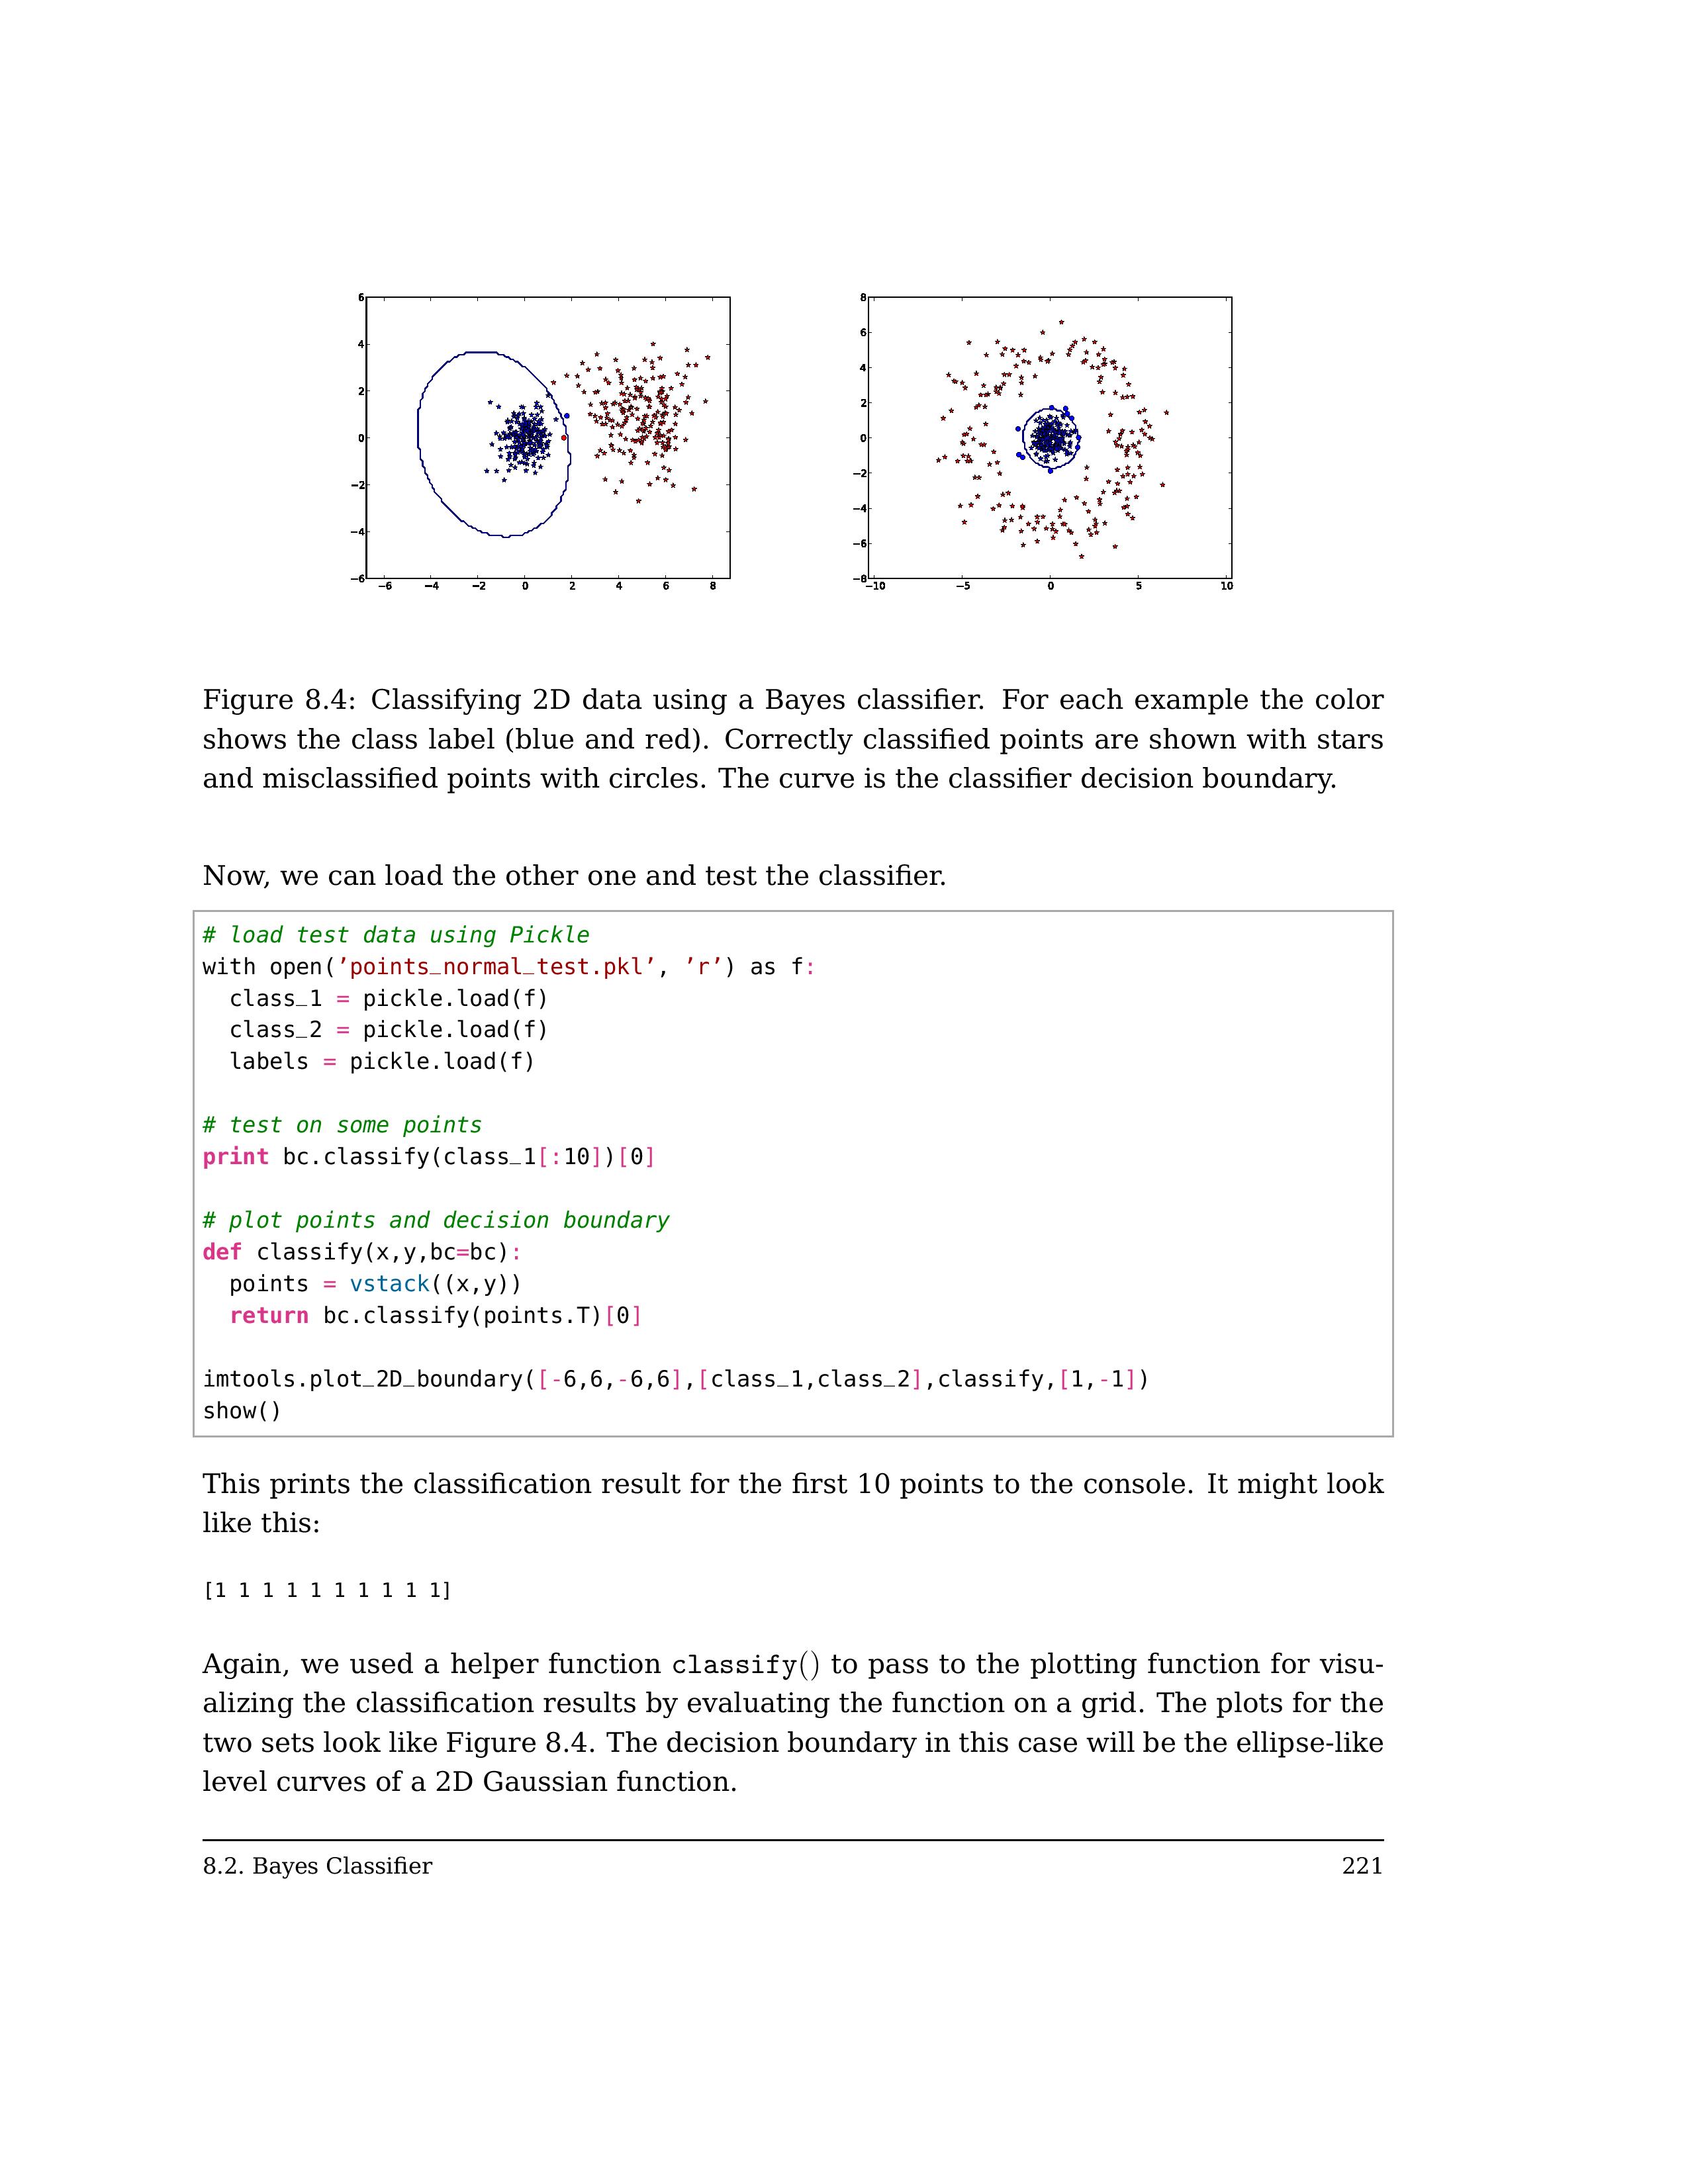 6
4
2
0
−2
−4
−6
−6 −4 −2 0 2 4 6 8
8
6
4
2
0
−2
−4
−6
−8
−10 −5 0 5 10
Figure 8.4: Classifying 2D data using a Bayes classifier. For each example the color
shows the class label (blue and red). Correctly classified points are shown with stars
and misclassified points with circles. The curve is the classifier decision boundary.
Now, we can load the other one and test the classifier.
# load test data using Pickle
with open(’points_normal_test.pkl’, ’r’) as f:
  class_1 = pickle.load(f)
  class_2 = pickle.load(f)
  labels = pickle.load(f)
# test on some points
print bc.classify(class_1[:10])[0]
# plot points and decision boundary
def classify(x,y,bc=bc):
  points = vstack((x,y))
  return bc.classify(points.T)[0]
imtools.plot_2D_boundary([-6,6,-6,6],[class_1,class_2],classify,[1,-1])
show()
This prints the classification result for the first 10 points to the console. It might look
like this:
[1 1 1 1 1 1 1 1 1 1]
Again, we used a helper function classify() to pass to the plotting function for visu-
alizing the classification results by evaluating the function on a grid. The plots for the
two sets look like Figure 8.4. The decision boundary in this case will be the ellipse-like
level curves of a 2D Gaussian function.
8.2. Bayes Classifier 221